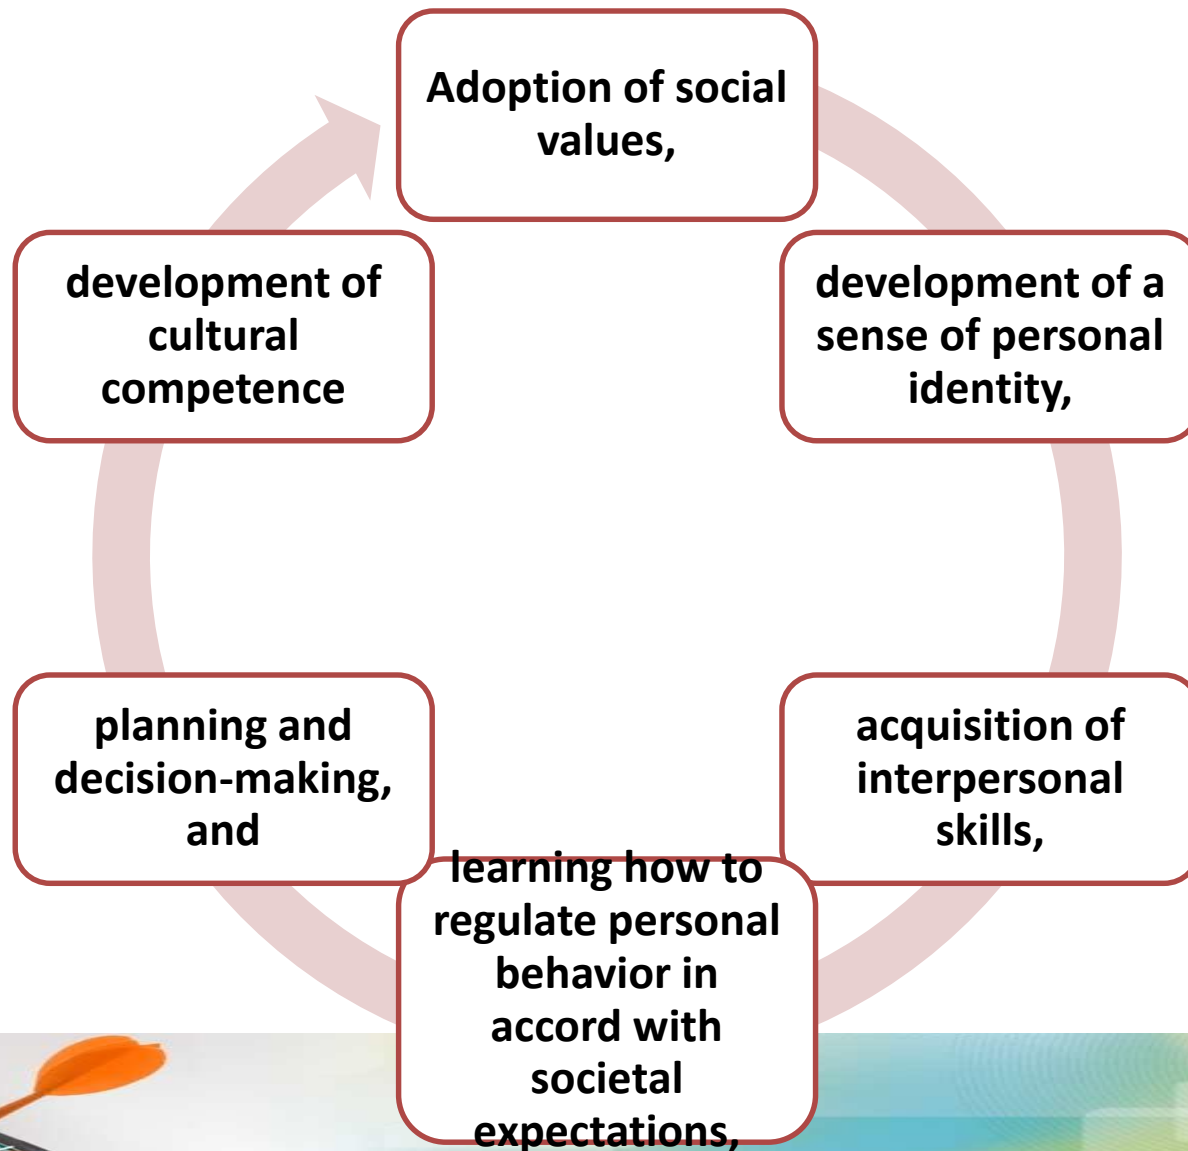 Adoption of social
values,
development of a
sense of personal
identity,
acquisition of
interpersonal
skills,
learning how to
regulate personal
behavior in
accord with
societal
expectations,
planning and
decision-making,
and
development of
cultural
competence